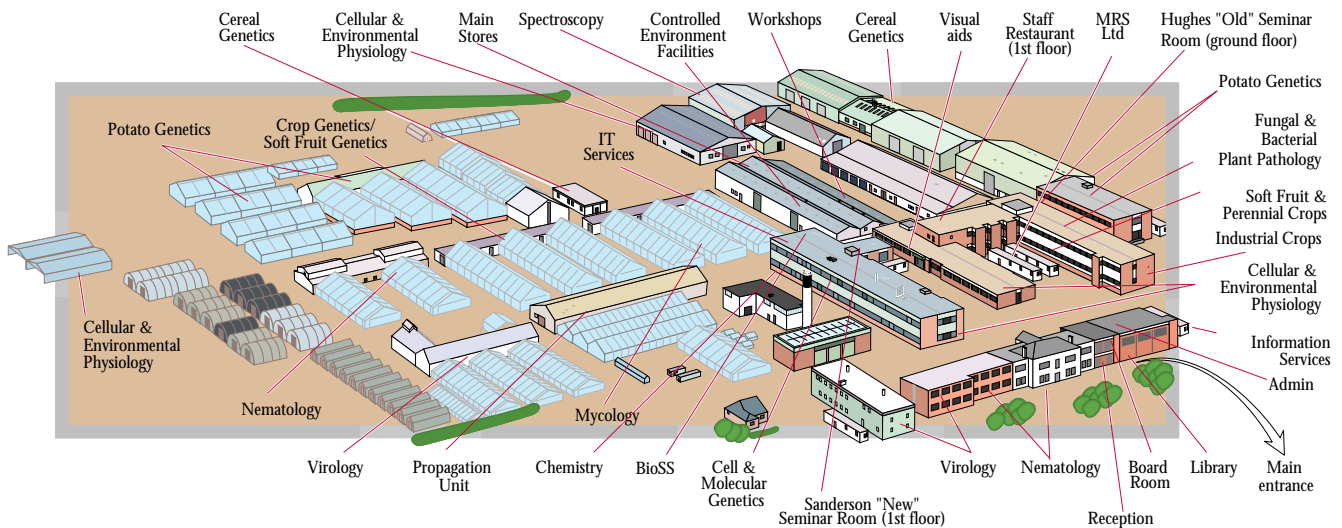 Cereal
Genetics
Cellular &
Environmental
Physiology
Main
Stores
Spectroscopy
Controlled
Environment
Facilities
Workshops
Cereal
Genetics
Visual
aids
Staff
Restaurant
(1st floor)
MRS
Ltd
Hughes "Old" Seminar
Room (ground floor)
Potato Genetics
Fungal &
Bacterial
Plant Pathology
Soft Fruit &
Perennial Crops
Industrial Crops
Cellular &
Environmental
Physiology
Information
Services
Admin
Potato Genetics
Crop Genetics/
Soft Fruit Genetics
IT
Services
Cellular &
Environmental
Physiology
Nematology
Mycology
Virology
Propagation
Unit
Chemistry
BioSS
Cell &
Molecular
Genetics
Sanderson "New"
Seminar Room (1st floor)
Virology
Nematology
Board
Room
Reception
Library
Main
entrance